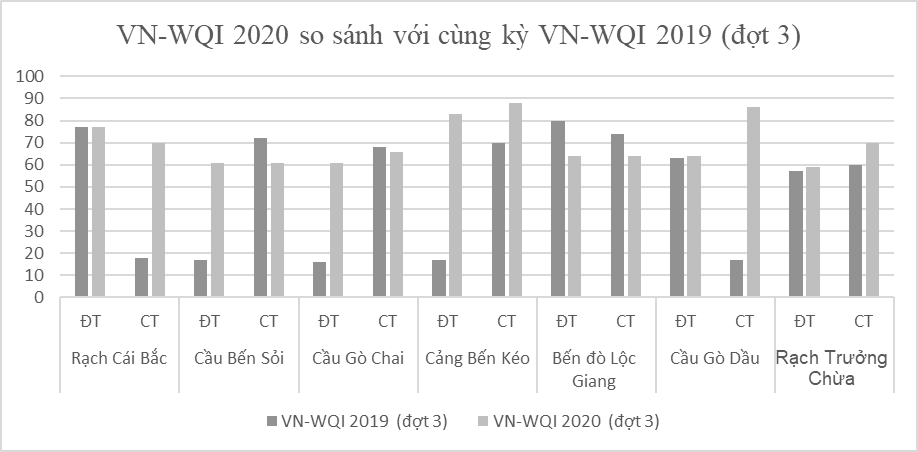 VN-WQI 2020 so sánh với cùng kỳ VN-WQI 2019 (đợt 3)
100
90
80
70
60
50
40
30
20
10
0
ĐT CT ĐT CT ĐT CT ĐT CT ĐT CT ĐT CT ĐT CT
Rạch Cái Bắc Cầu Bến Sỏi Cầu Gò Chai Cảng Bến Kéo Bến đò Lộc Cầu Gò Dầu Rạch Trưởng
Giang Chừa
VN-WQI 2019 (đợt 3) VN-WQI 2020 (đợt 3)